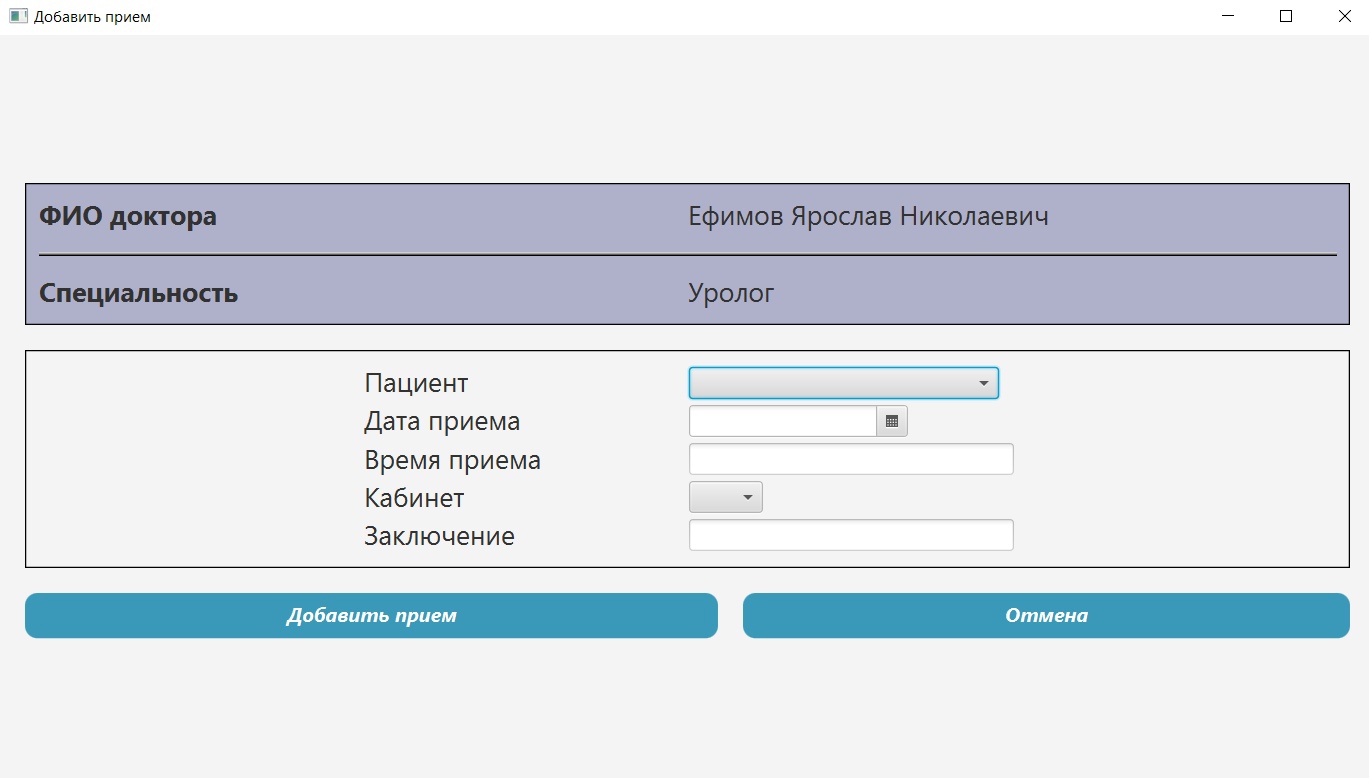 Добавить прием
ФИО доктора Ефимов Ярослав Николаевич
Специальность Уролог
Пациент
Дата приема
Время приема
Кабинет
Заключение
Добавить прием Отмена